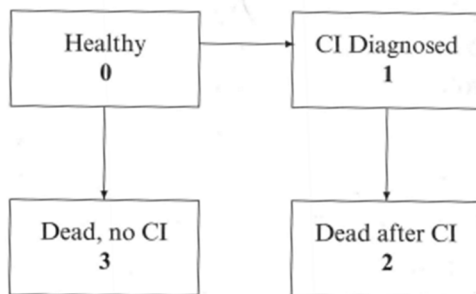 Healthy
0
CI Diagnosed
1
Dead, no CI
3
Dead after CI
2